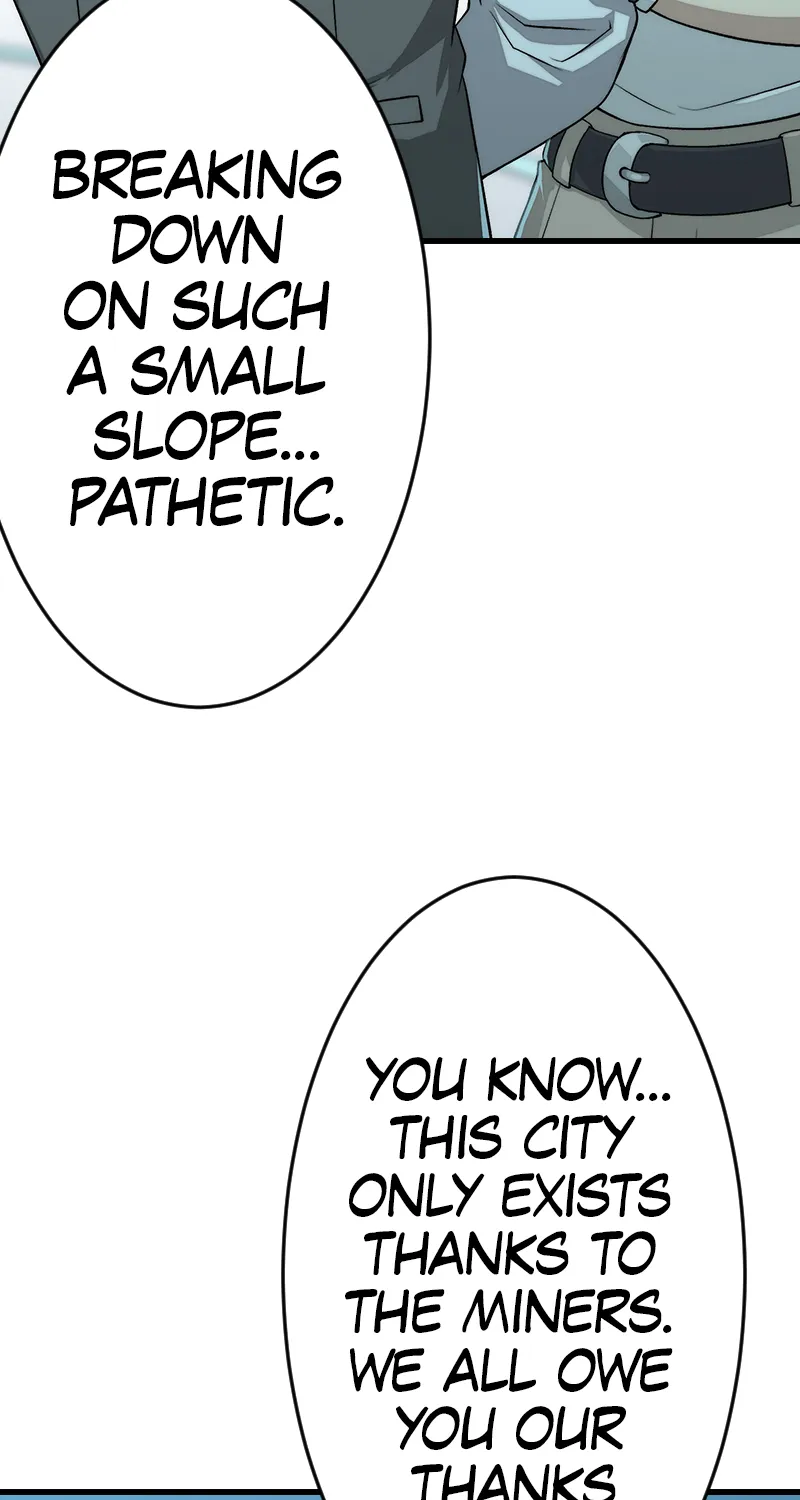 BREAKING
DOWN
ON SUCH
A SMALL
SLOPE...
PATHETIC.
YOU KNOW...
THIS CITY
ONLY EXISTS
THANKS TO
THE MINERS.
WE ALL OWE
YOU OUR
THANKS